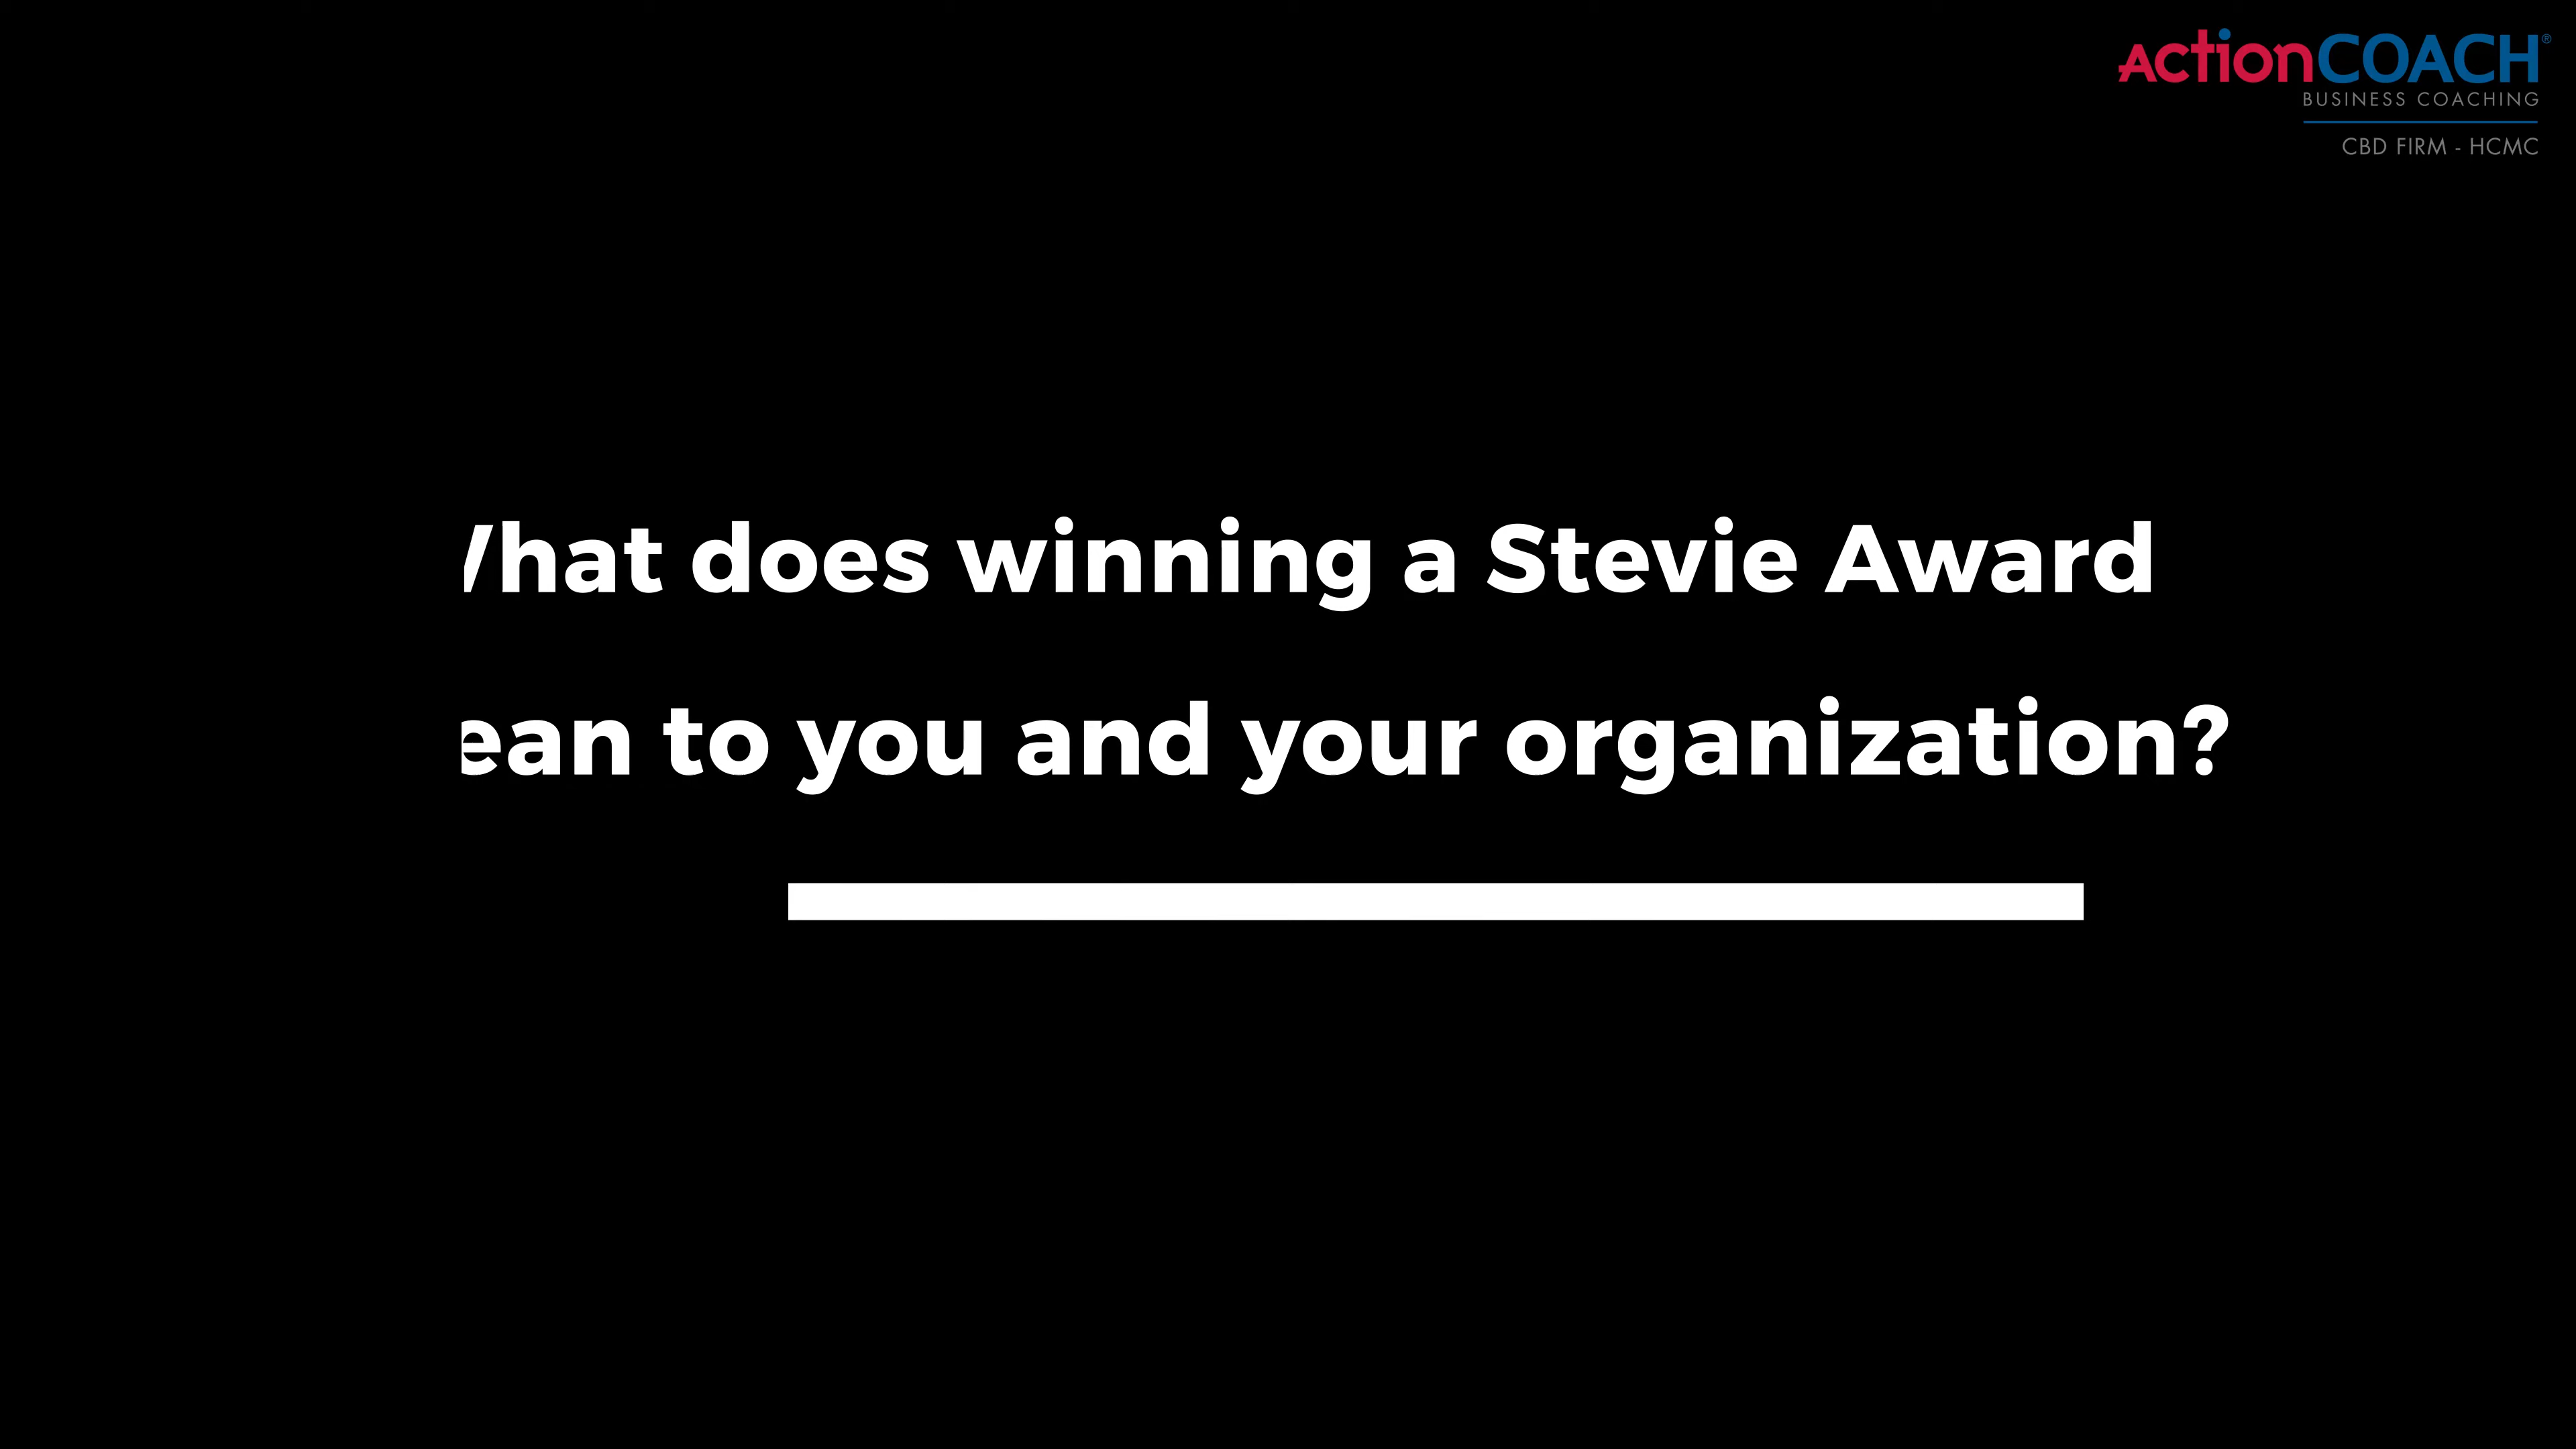 ActionCOACH®
BUSINESS COACHING
CBD FIRM - HCMC
hat does winning a Stevie Award
ean to you and your organization?